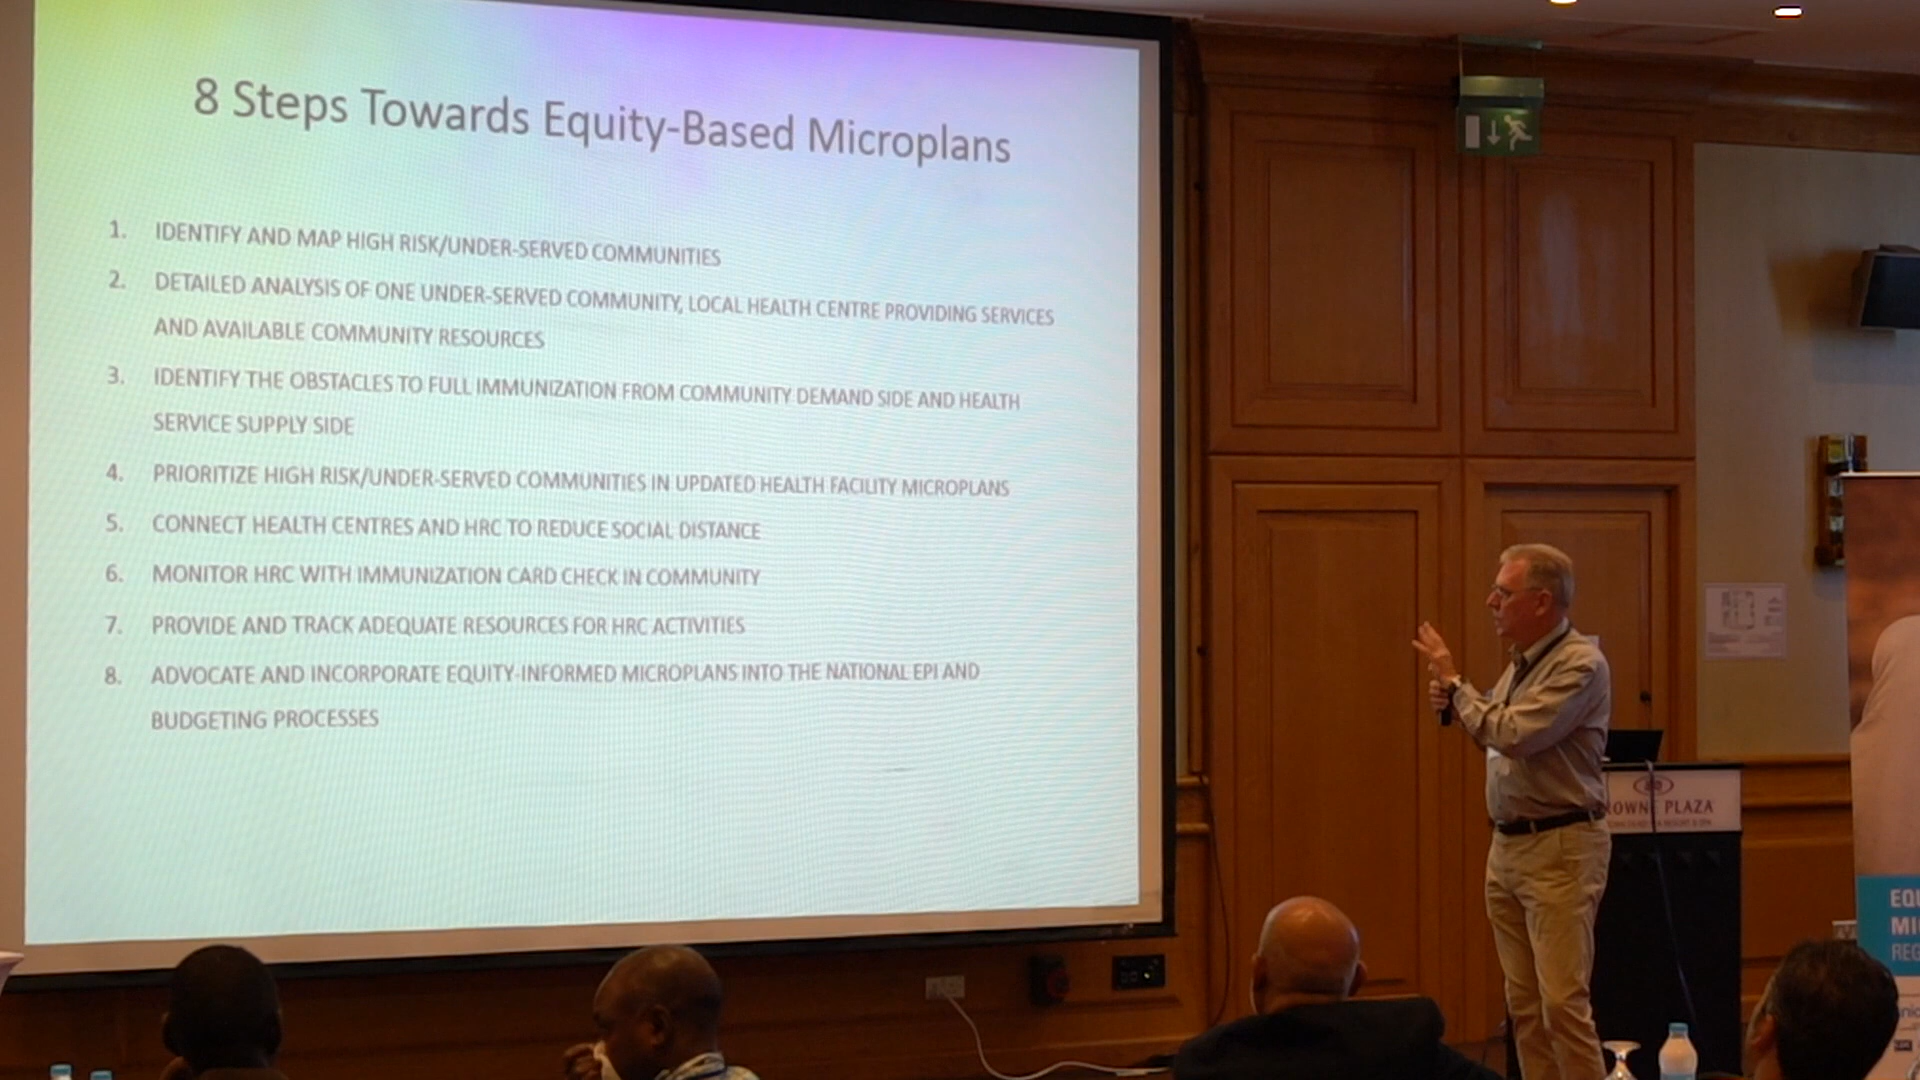 8 Steps Towards Equity-Based Microplans
1. IDENTIFY AND MAP HIGH RISK/UNDER-SERVED COMMUNITIES
2. DETAILED ANALYSIS OF ONE UNDER-SERVED COMMUNITY, LOCAL HEALTH CENTRE PROVIDING SERVICES
AND AVAILABLE COMMUNITY RESOURCES
3. IDENTIFY THE OBSTACLES TO FULL IMMUNIZATION FROM COMMUNITY DEMAND SIDE AND HEALTH
SERVICE SUPPLY SIDE
4. PRIORITIZE HIGH RISK/UNDER-SERVED COMMUNITIES IN UPDATED HEALTH FACILITY MICROPLANS
5. CONNECT HEALTH CENTRES AND HRC TO REDUCE SOCIAL DISTANCE
6. MONITOR HRC WITH IMMUNIZATION CARD CHECK IN COMMUNITY
7. PROVIDE AND TRACK ADEQUATE RESOURCES FOR HRC ACTIVITIES
8. ADVOCATE AND INCORPORATE EQUITY-INFORMED MICROPLANS INTO THE NATIONAL EPI AND
BUDGETING PROCESSES
ROWNE PLAZA
EQU
MI
REG